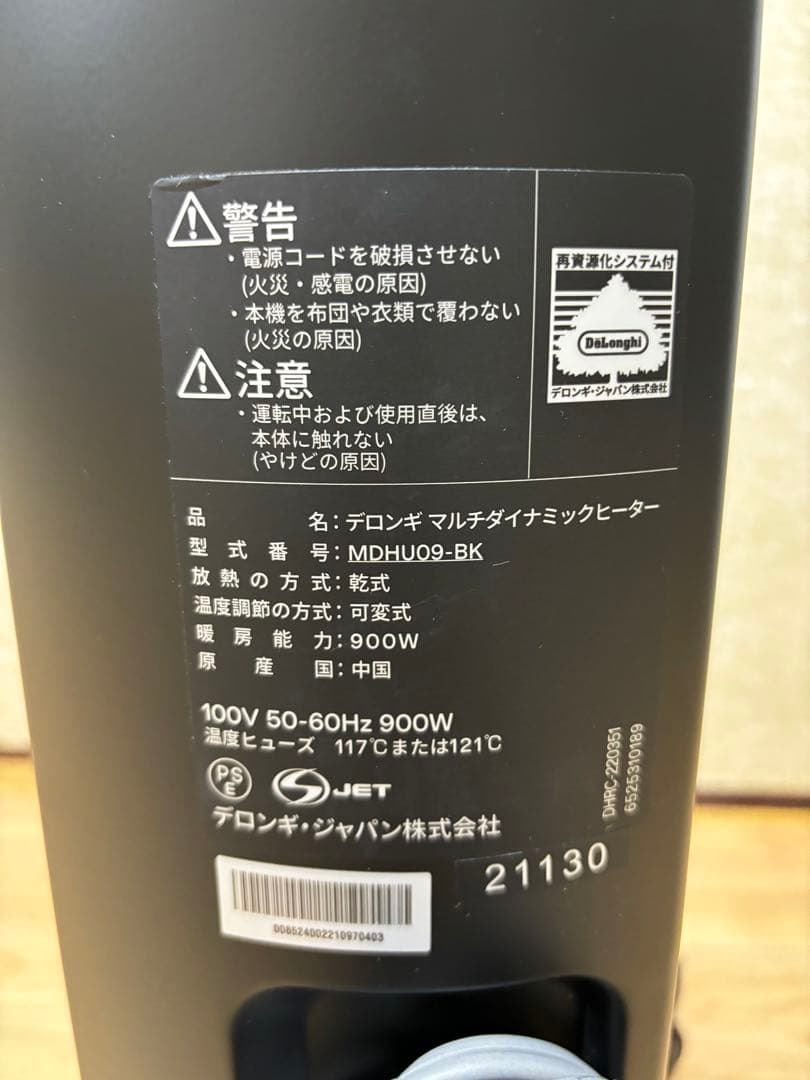 警告
・電源コードを破損させない
(火災・感電の原因)
・本機を布団や衣類で覆わない
(火災の原因)
注意
・運転中および使用直後は、
本体に触れない
(やけどの原因)
再資源化システム付
DeLonghi
デロンギ・ジャパン株式会社
品名：デロンギ マルチダイナミックヒーター
型式番号：MDHU09-BK
放熱の方式：乾式
温度調節の方式：可変式
暖房能力：900W
原産国：中国
100V 50-60Hz 900W
温度ヒューズ 117℃または121℃
PSE
JET
デロンギ・ジャパン株式会社
DHRC-220351
6525310189
21130
008524002210970403